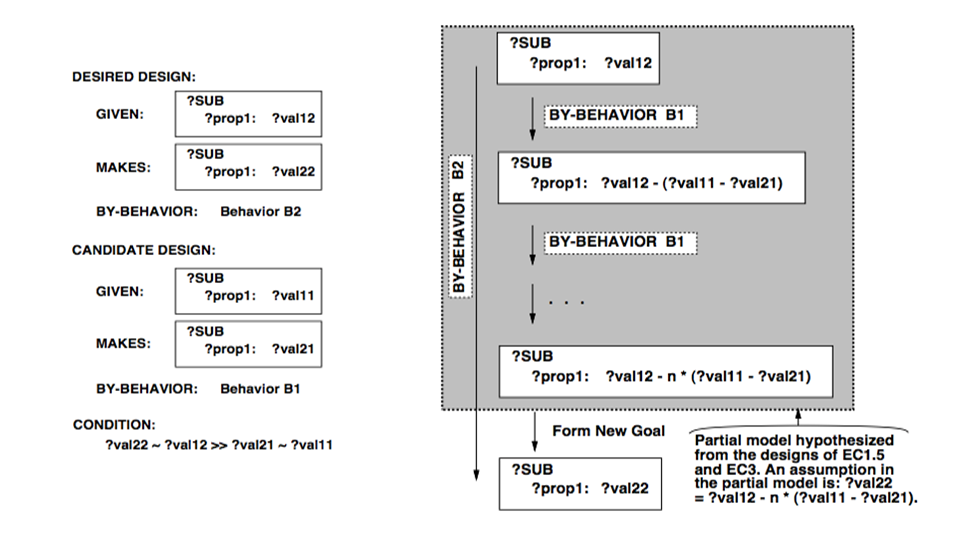 DESIRED DESIGN:
GIVEN:
?SUB
?prop1: ?val12
MAKES:
?SUB
?prop1: ?val22
BY-BEHAVIOR: Behavior B2
CANDIDATE DESIGN:
GIVEN:
?SUB
?prop1: ?val11
MAKES:
?SUB
?prop1: ?val21
BY-BEHAVIOR: Behavior B1
CONDITION:
?val22 ~ ?val12 >> ?val21 ~ ?val11
?SUB
?prop1: ?val12
BY-BEHAVIOR B1
BY-BEHAVIOR B2
?SUB
?prop1: ?val12 - (?val11 - ?val21)
BY-BEHAVIOR B1
. . .
?SUB
?prop1: ?val12 - n * (?val11 - ?val21)
Form New Goal
?SUB
?prop1: ?val22
Partial model hypothesized
from the designs of EC1.5
and EC3. An assumption in
the partial model is: ?val22
= ?val12 - n * (?val11 - ?val21).